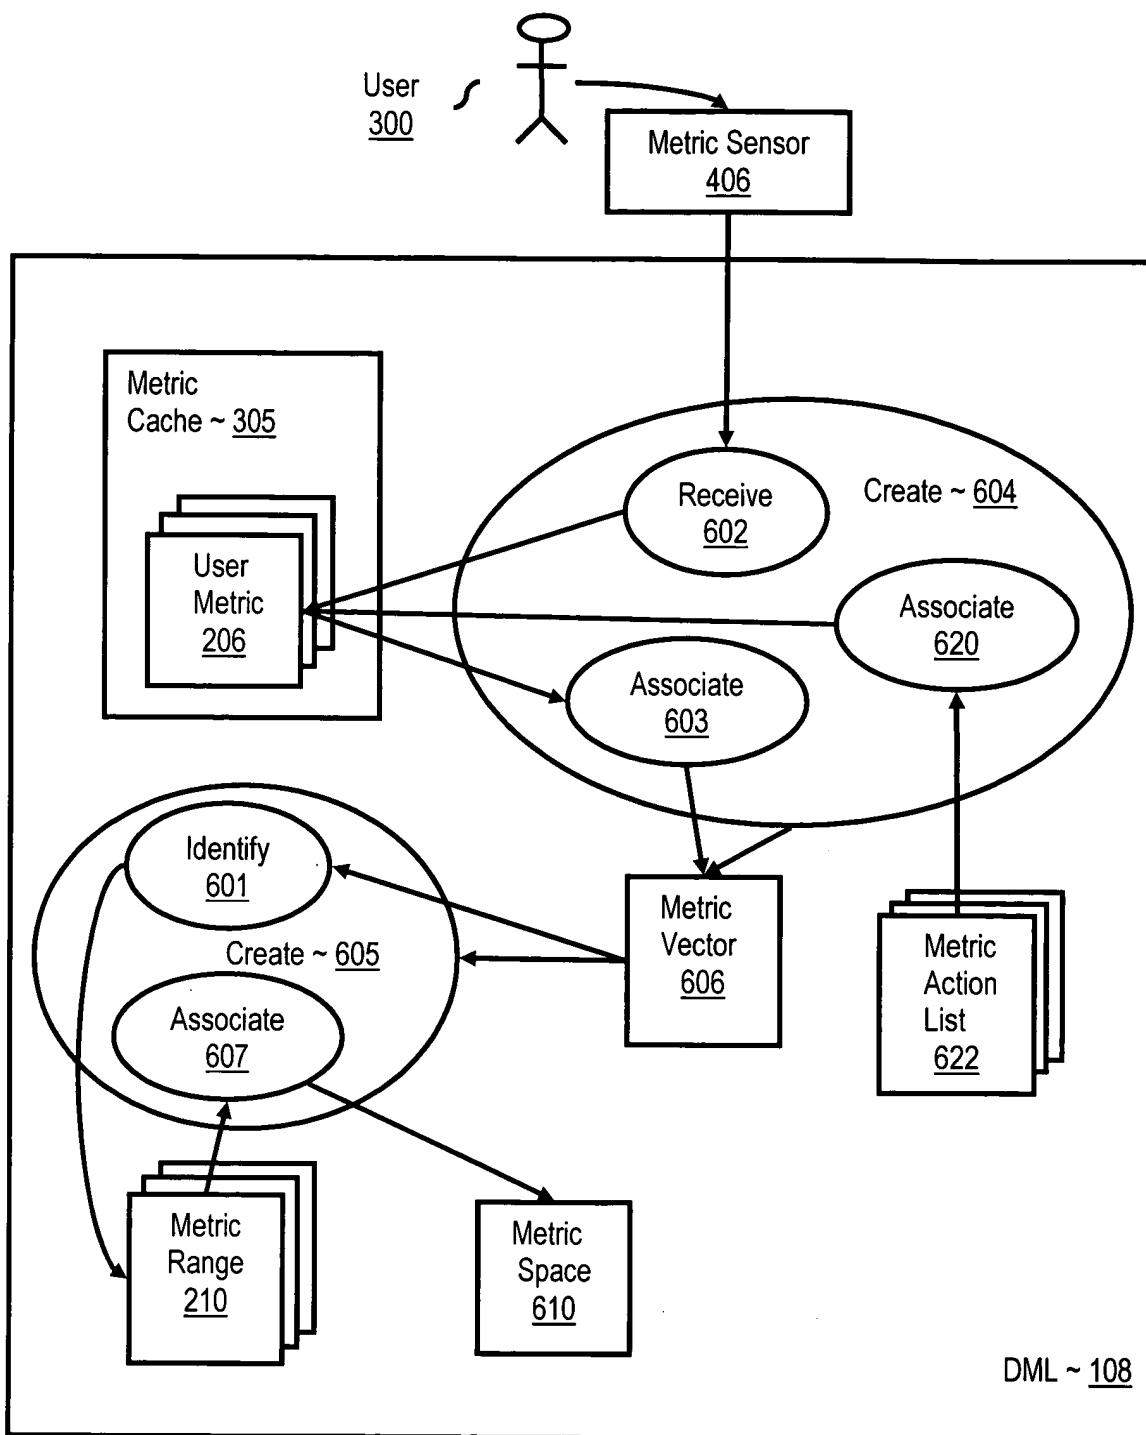 User
300
Metric Sensor
406
Metric
Cache ~ 305
User
Metric
206
Receive
602
Create ~ 604
Associate
620
Associate
603
Identify
601
Create ~ 605
Associate
607
Metric
Vector
606
Metric
Action
List
622
Metric
Range
210
Metric
Space
610
DML ~ 108